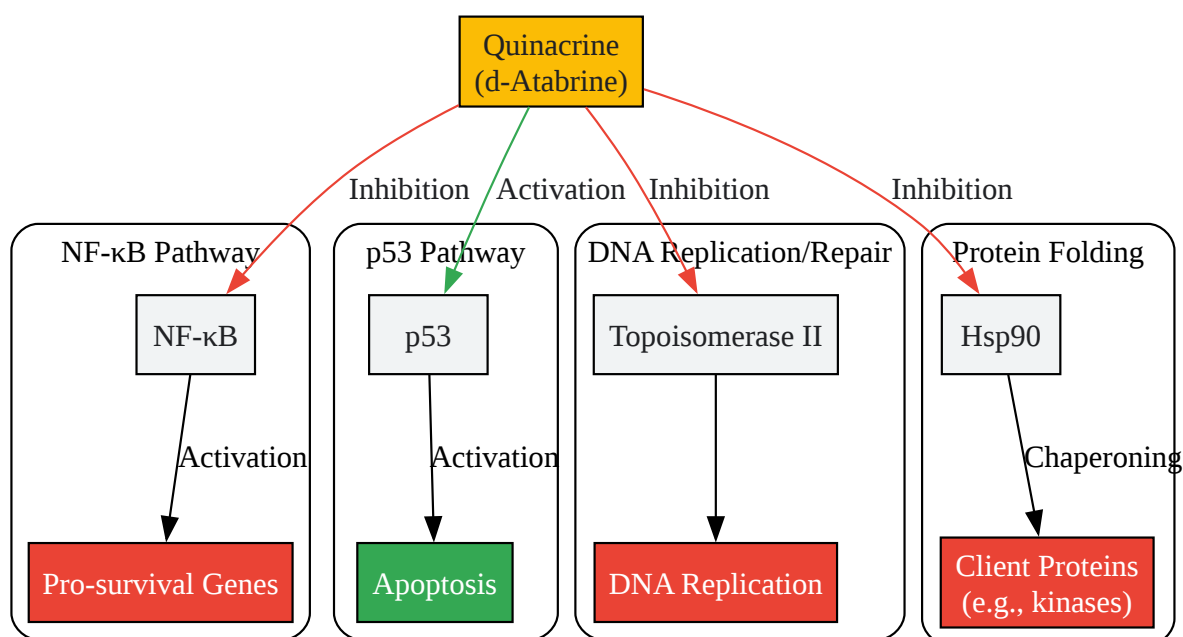 Quinacrine
(d-Atabrine)
Inhibition
Activation
Inhibition
Inhibition
NF-κB Pathway
p53 Pathway
DNA Replication/Repair
Protein Folding
NF-κB
p53
Topoisomerase II
Hsp90
Activation
Activation
Chaperoning
Pro-survival Genes
Apoptosis
DNA Replication
Client Proteins
(e.g., kinases)